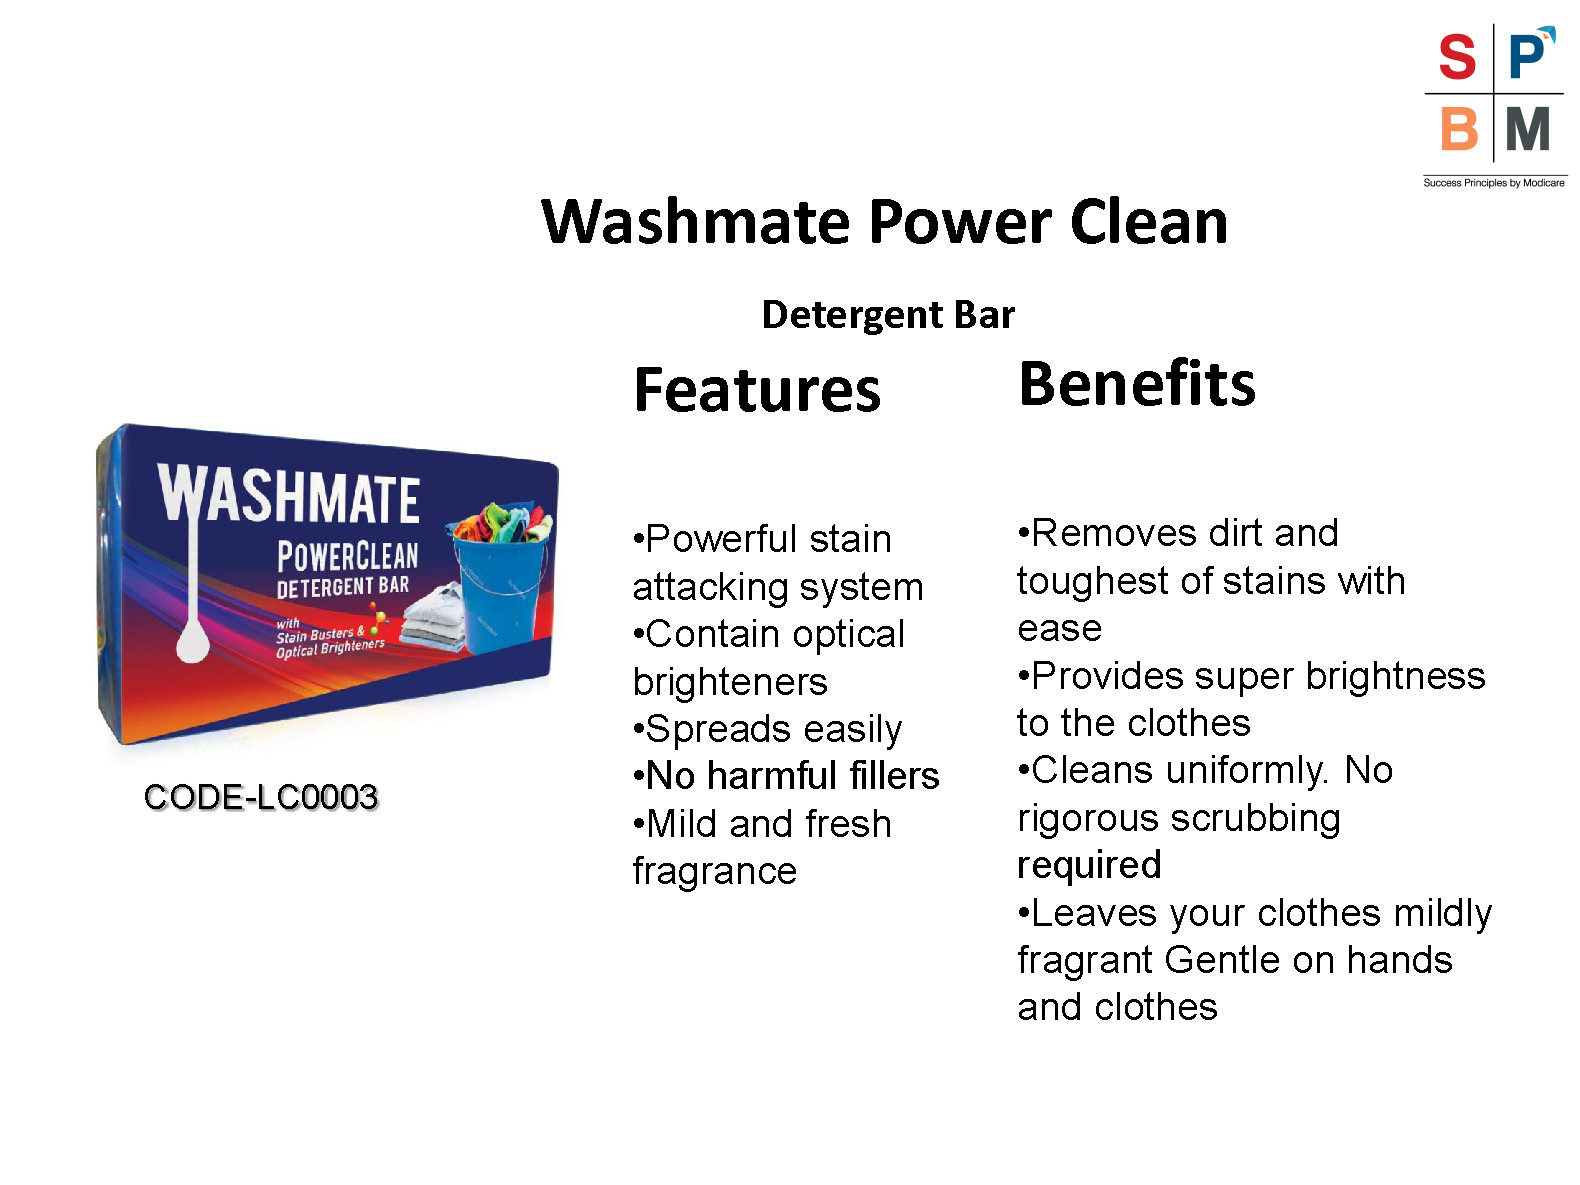 S P
B M
Success Principles by Modicare
Washmate Power Clean
Detergent Bar
WASHMATE
POWERCLEAN
DETERGENT BAR
with
Stain Busters &
Optical Brighteners
CODE-LC0003
Features
•Powerful stain
attacking system
•Contain optical
brighteners
•Spreads easily
•No harmful fillers
•Mild and fresh
fragrance
Benefits
•Removes dirt and
toughest of stains with
ease
•Provides super brightness
to the clothes
•Cleans uniformly. No
rigorous scrubbing
required
•Leaves your clothes mildly
fragrant Gentle on hands
and clothes